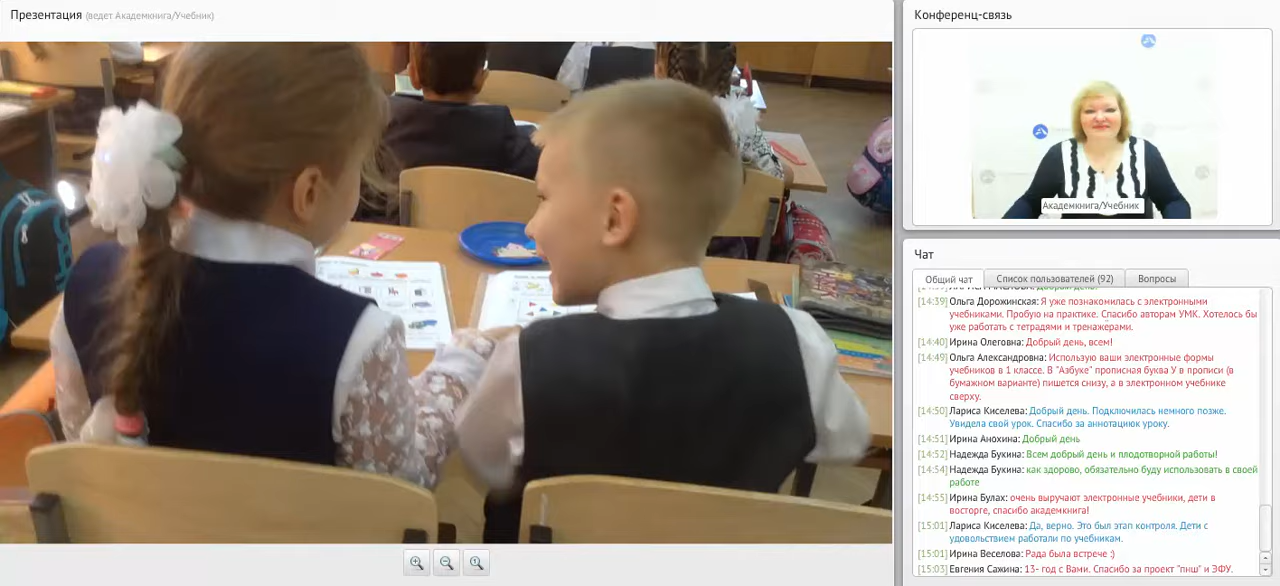 Презентация (ведет Академкнига/Учебник)
Конференц-связь
Академкнига/Учебник
Чат
Общий чат
Список пользователей (92)
Вопросы
[14:39] Ольга Дорожинская: Я уже познакомилась с электронными
учебниками. Пробую на практике. Спасибо авторам УМК. Хотелось бы
уже работать с тетрадями и тренажёрами.
[14:40] Ирина Олеговна: Добрый день, всем!
[14:49] Ольга Александровна: Использую ваши электронные формы
учебников в 1 классе. В "Азбуке" прописная буква У в прописи (в
бумажном варианте) пишется снизу, а в электронном учебнике
сверху.
[14:50] Лариса Киселева: Добрый день. Подключилась немного позже.
Увидела свой урок. Спасибо за аннотациюк уроку.
[14:51] Ирина Анохина: Добрый день
[14:52] Надежда Букина: Всем добрый день и плодотворной работы!
[14:54] Надежда Букина: как здорово, обязательно буду использовать в своей
работе
[14:55] Ирина Булах: очень выручают электронные учебники, дети в
восторге, спасибо академкнига!
[15:01] Лариса Киселева: Да, верно. Это был этап контроля. Дети с
удовольствием работали по учебникам.
[15:01] Ирина Веселова: Рада была встрече :)
[15:03] Евгения Сажина: 13- год с Вами. Спасибо за проект "пнш" и ЭФУ.